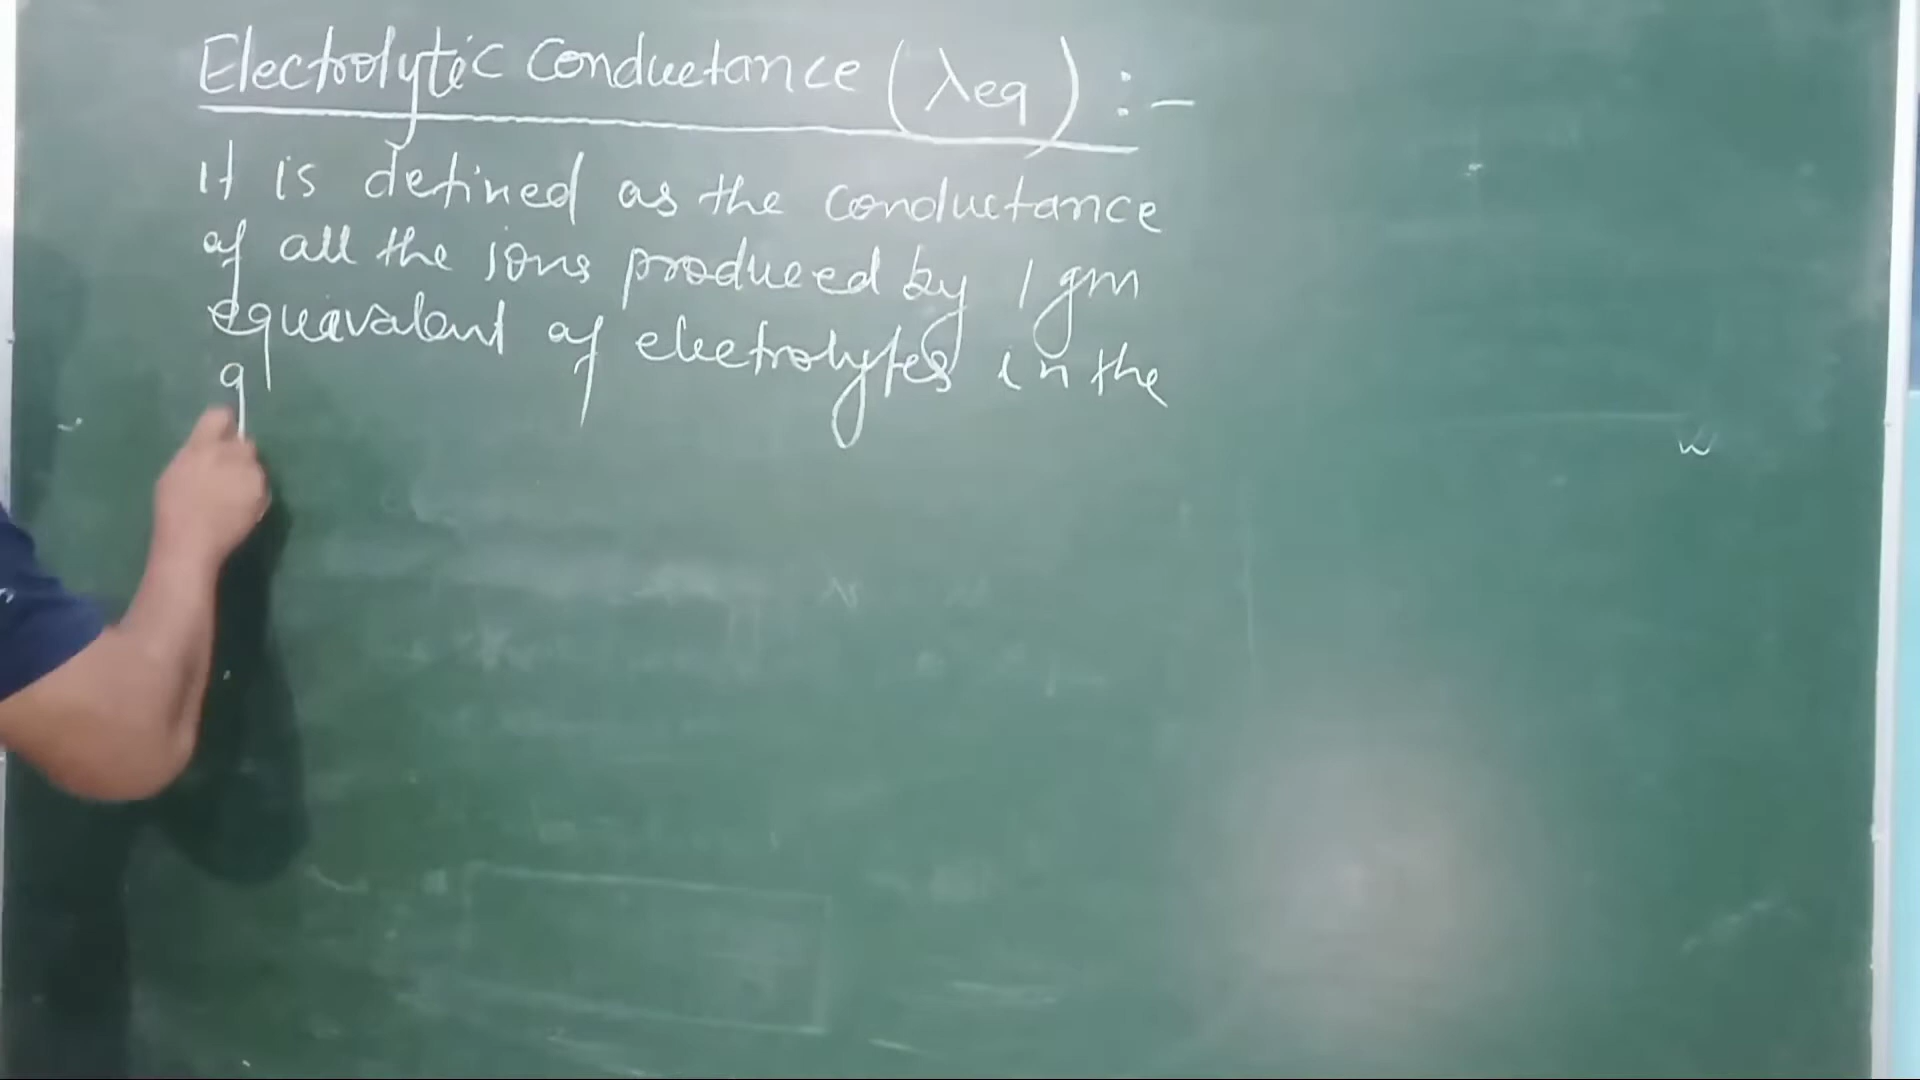 Electrolytic Conductance (λeq) :-
it is defined as the conductance
of all the ions produced by 1 gm
equivalent of electrolytes in the
g